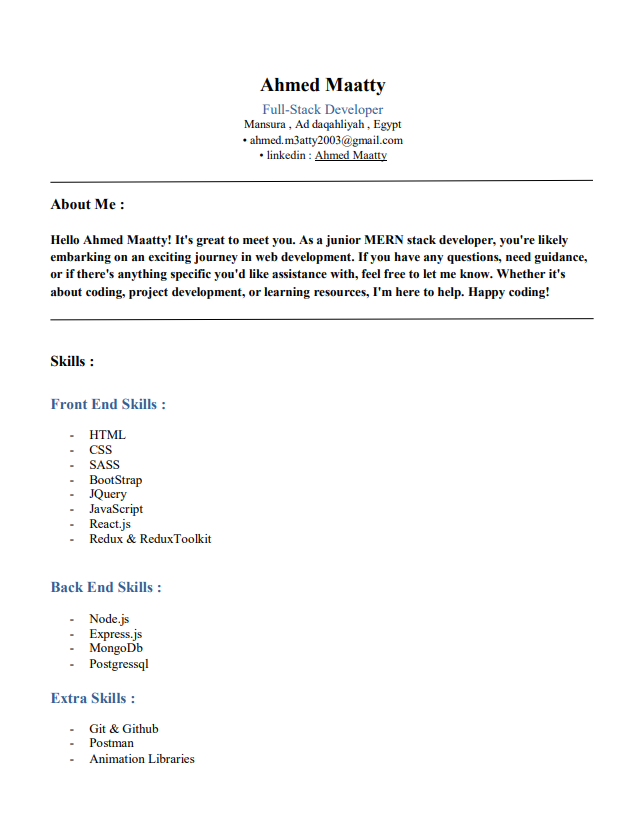 Ahmed Maatty
Full-Stack Developer
Mansura , Ad daqahliyah , Egypt
• ahmed.m3atty2003@gmail.com
• linkedin : Ahmed Maatty
About Me :
Hello Ahmed Maatty! It's great to meet you. As a junior MERN stack developer, you're likely
embarking on an exciting journey in web development. If you have any questions, need guidance,
or if there's anything specific you'd like assistance with, feel free to let me know. Whether it's
about coding, project development, or learning resources, I'm here to help. Happy coding!
Skills :
Front End Skills :
- HTML
- CSS
- SASS
- BootStrap
- JQuery
- JavaScript
- React.js
- Redux & ReduxToolkit
Back End Skills :
- Node.js
- Express.js
- MongoDb
- Postgressql
Extra Skills :
- Git & Github
- Postman
- Animation Libraries